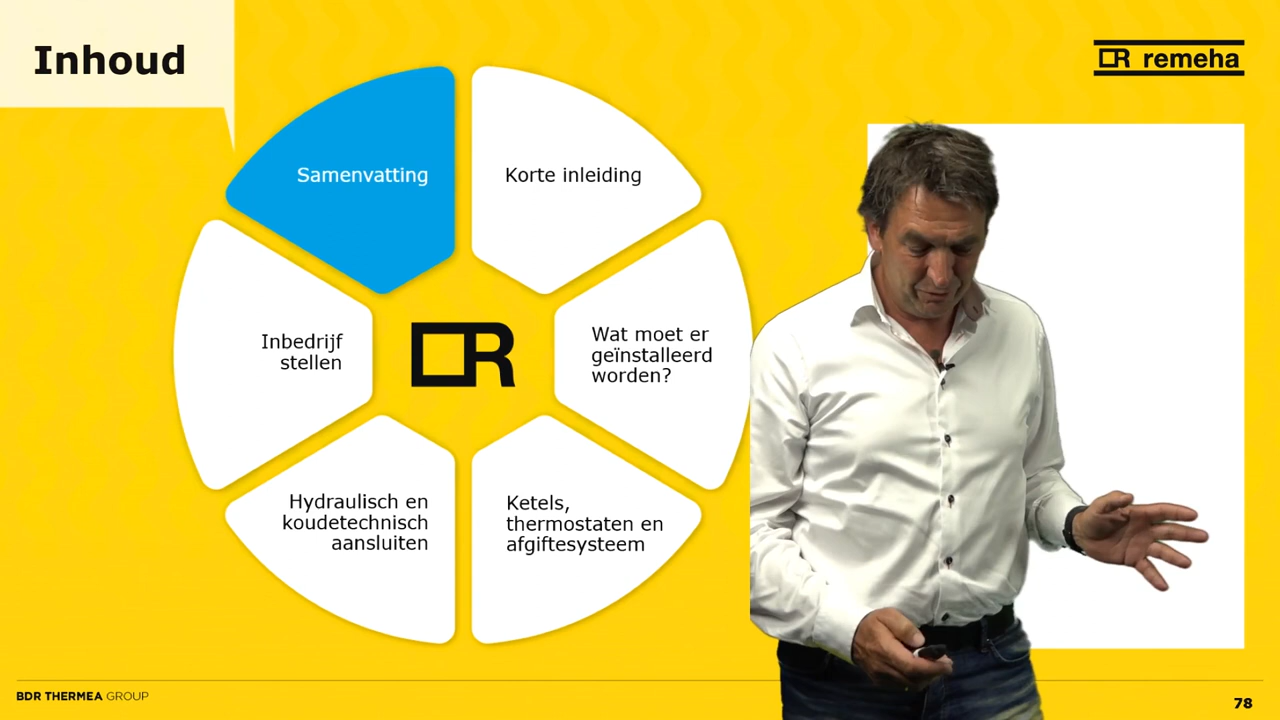 Inhoud
remeha
Samenvatting
Korte inleiding
Inbedrijf
stellen
Wat moet er
geïnstalleerd
worden?
Hydraulisch en
koudetechnisch
aansluiten
Ketels,
thermostaten en
afgiftesysteem
BDR THERMEA GROUP
78